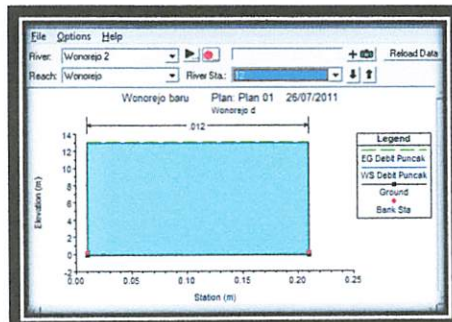 File Options Help
River: Wonorejo 2 Reload Data
Reach: Wonorejo River Sta.: 12
Wonorejo baru Plan: Plan 01 26/07/2011
Wonorejo d
.012
Elevation (m)
14
12
10
8
6
4
2
0
-2
0.00 0.05 0.10 0.15 0.20 0.25
Station (m)
Legend
EG Debit Puncak
WS Debit Puncak
Ground
Bank Sta